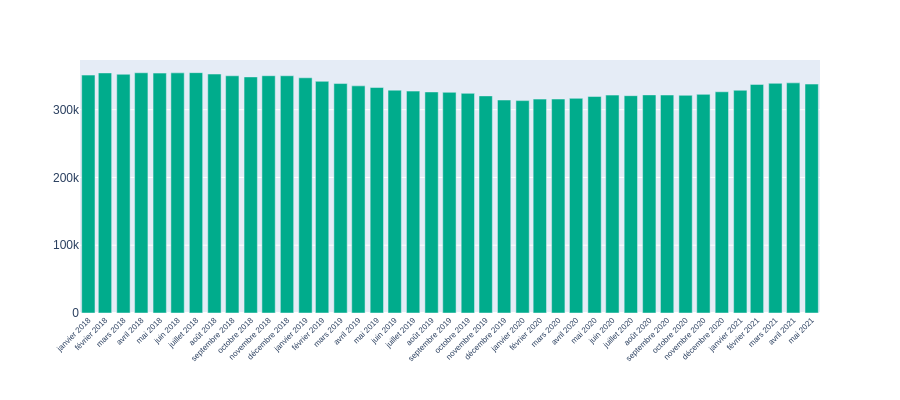 300k
200k
100k
0
janvier 2018
février 2018
mars 2018
avril 2018
mai 2018
juin 2018
juillet 2018
août 2018
septembre 2018
octobre 2018
novembre 2018
décembre 2018
janvier 2019
février 2019
mars 2019
avril 2019
mai 2019
juin 2019
juillet 2019
août 2019
septembre 2019
octobre 2019
novembre 2019
décembre 2019
janvier 2020
février 2020
mars 2020
avril 2020
mai 2020
juin 2020
juillet 2020
août 2020
septembre 2020
octobre 2020
novembre 2020
décembre 2020
janvier 2021
février 2021
mars 2021
avril 2021
mai 2021